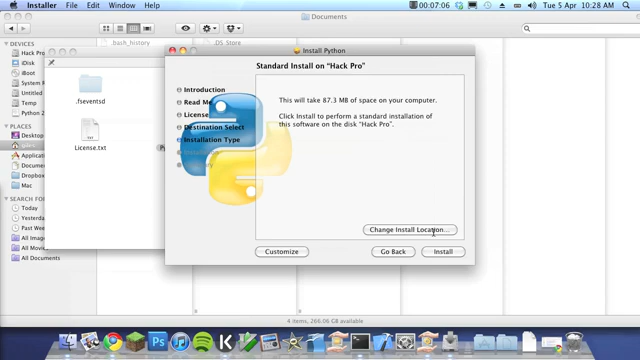 Installer File Edit Window Help
00:07:06
Tue 5 Apr 10:28 AM
Documents
DEVICES
Hack Pro
iDisk
iBoot
System
Untitled
Temp
Python 2
PLACES
Desktop
Applicati
Documen
Dropbox
Mac
SEARCH FOR
Today
Yesterda
Past Wee
All Image
All Movie
All Documents
.bash_history
.DS_Store
.fseventsd
License.txt
Install Python
Standard Install on "Hack Pro"
Introduction
Read Me
License
Destination Select
Installation Type
This will take 87.3 MB of space on your computer.
Click Install to perform a standard installation
of this software on the disk "Hack Pro".
Change Install Location...
Customize
Go Back
Install
4 items, 266.06 GB available